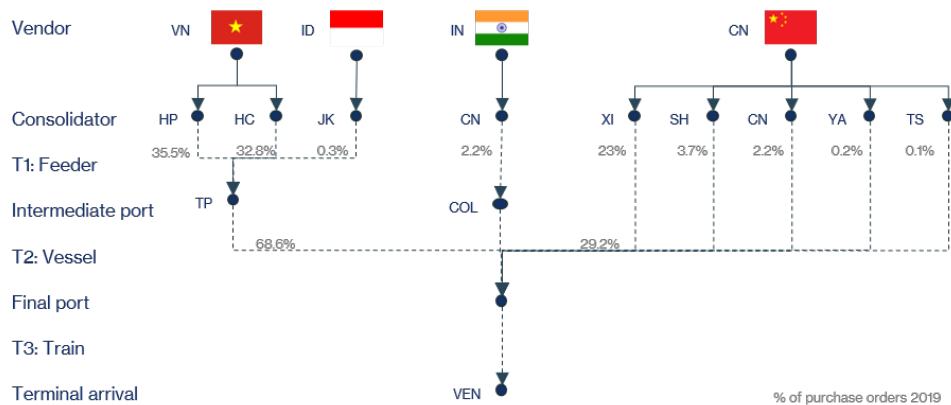 Vendor VN ID IN CN
Consolidator HP HC JK CN XI SH CN YA TS
35.5% 32.8% 0.3% 2.2% 23% 3.7% 2.2% 0.2% 0.1%
T1: Feeder
TP
Intermediate port COL
68.6% 29.2%
T2: Vessel
Final port
T3: Train
Terminal arrival VEN
% of purchase orders 2019